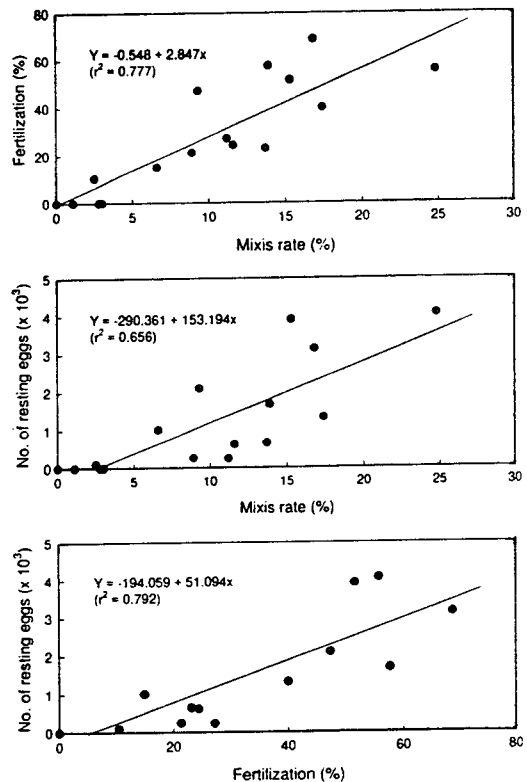 80
60
40
20
0
Fertilization (%)
Y = -0.548 + 2.847x
(r² = 0.777)
0 5 10 15 20 25 30
Mixis rate (%)
5
4
3
2
1
0
No. of resting eggs (x 10³)
Y = -290.361 + 153.194x
(r² = 0.656)
0 5 10 15 20 25 30
Mixis rate (%)
5
4
3
2
1
0
No. of resting eggs (x 10³)
Y = -194.059 + 51.094x
(r² = 0.792)
0 20 40 60 80
Fertilization (%)